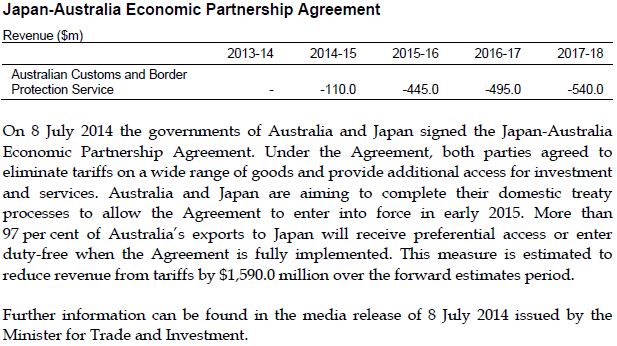 Japan-Australia Economic Partnership Agreement
Revenue ($m)
2013-14 2014-15 2015-16 2016-17 2017-18
Australian Customs and Border
Protection Service - -110.0 -445.0 -495.0 -540.0
On 8 July 2014 the governments of Australia and Japan signed the Japan-Australia
Economic Partnership Agreement. Under the Agreement, both parties agreed to
eliminate tariffs on a wide range of goods and provide additional access for investment
and services. Australia and Japan are aiming to complete their domestic treaty
processes to allow the Agreement to enter into force in early 2015. More than
97 per cent of Australia's exports to Japan will receive preferential access or enter
duty-free when the Agreement is fully implemented. This measure is estimated to
reduce revenue from tariffs by $1,590.0 million over the forward estimates period.
Further information can be found in the media release of 8 July 2014 issued by the
Minister for Trade and Investment.